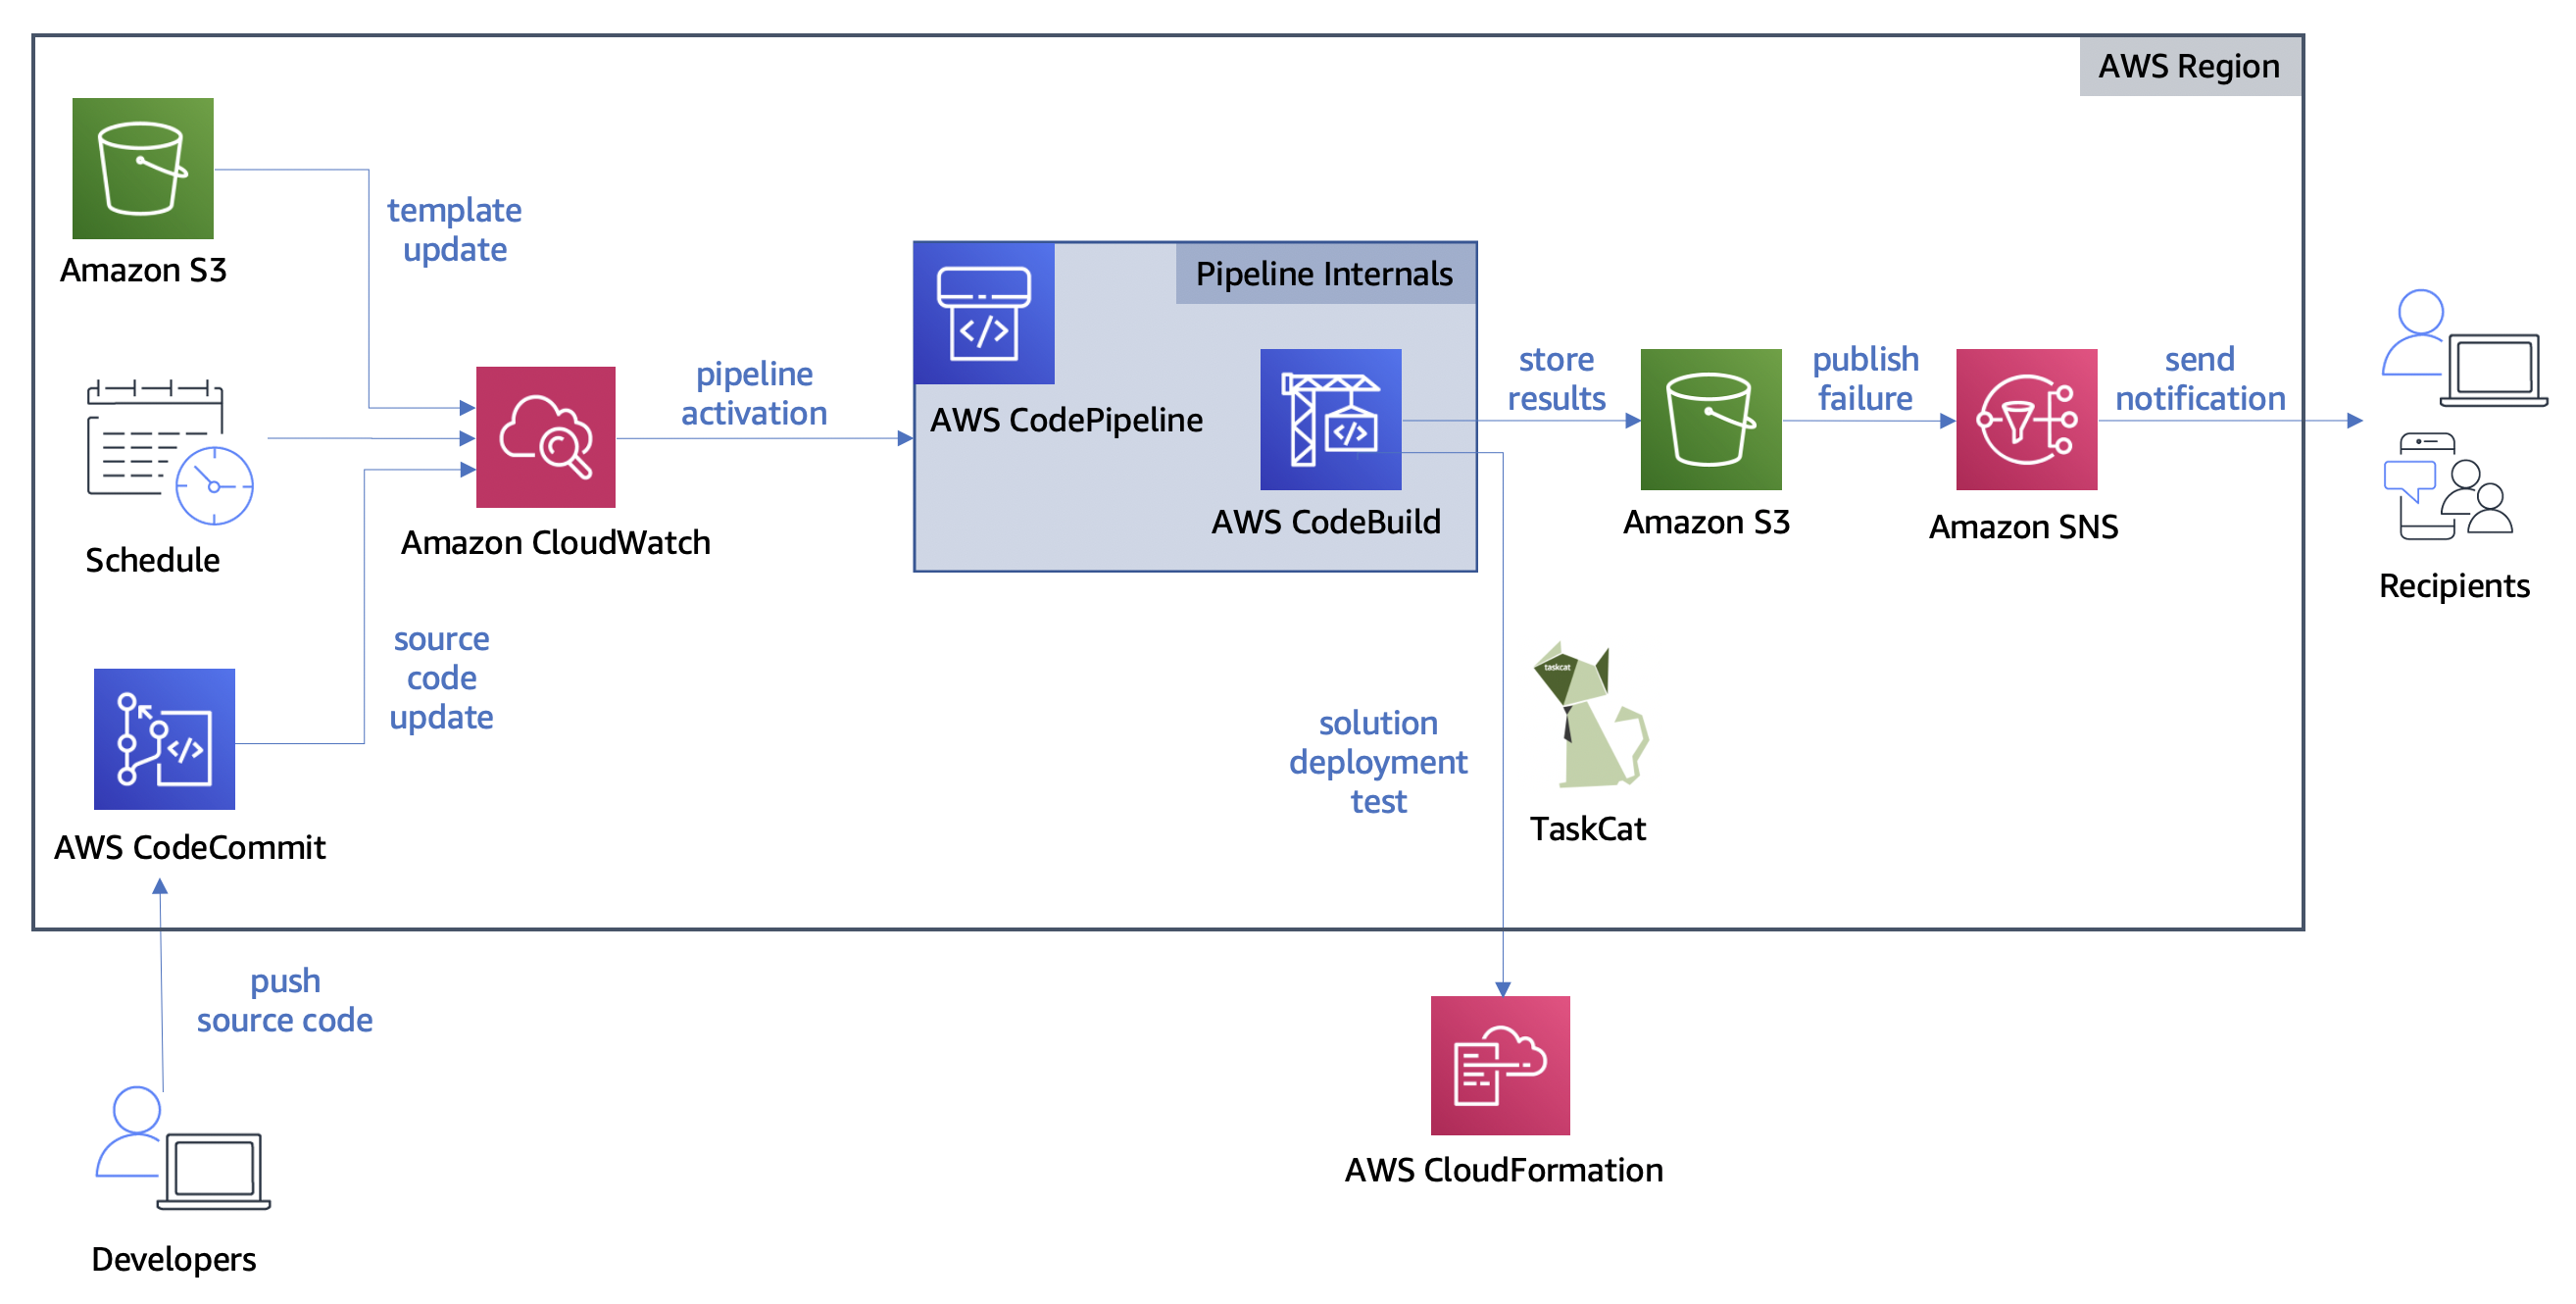 AWS Region
Amazon S3
template
update
Schedule
Amazon CloudWatch
source
code
update
AWS CodeCommit
push
source code
Developers
pipeline
activation
Pipeline Internals
</>
AWS CodePipeline
</>
AWS CodeBuild
</>
store
results
Amazon S3
publish
failure
Amazon SNS
send
notification
Recipients
solution
deployment
test
taskcat
TaskCat
AWS CloudFormation